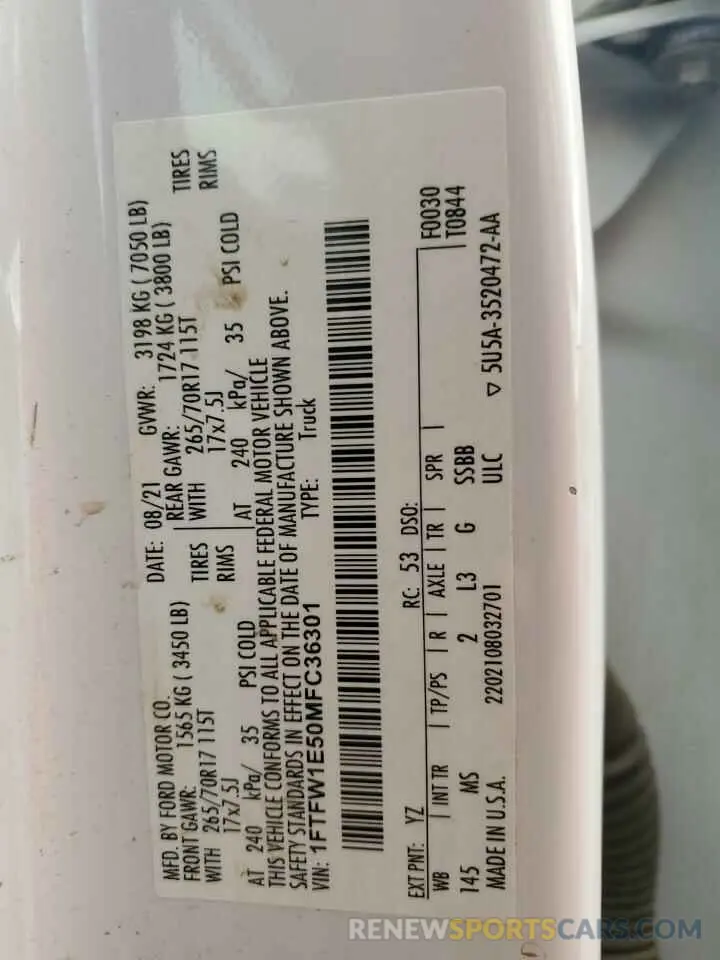 MFD. BY FORD MOTOR CO.
DATE: 08/21 GVWR: 3198 KG ( 7050 LB)
FRONT GAWR: 1565 KG ( 3450 LB)
REAR GAWR: 1724 KG ( 3800 LB)
WITH 265/70R17 115T TIRES
WITH 265/70R17 115T TIRES
17x7.5J RIMS
17x7.5J RIMS
AT 240 kPa/ 35 PSI COLD
AT 240 kPa/ 35 PSI COLD
THIS VEHICLE CONFORMS TO ALL APPLICABLE FEDERAL MOTOR VEHICLE
SAFETY STANDARDS IN EFFECT ON THE DATE OF MANUFACTURE SHOWN ABOVE.
VIN: 1FTFW1E50MFC36301 TYPE: Truck
EXT PNT: YZ RC: 53 DSO: F0030
WB INT TR TP/PS R AXLE TR SPR T0844
145 MS 2 L3 G SSBB
MADE IN U.S.A. 2202108032701 ULC ▽ 5U5A-3520472-AA
RENEWSPORTSCARS.COM